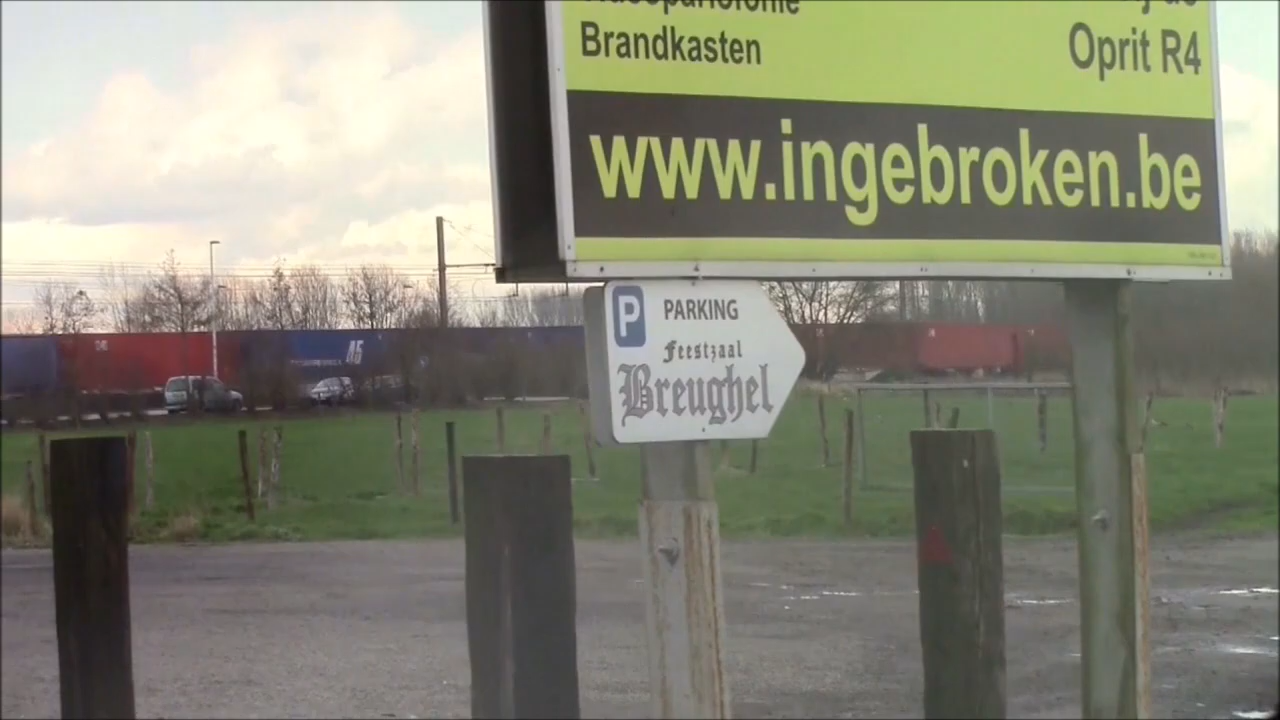 Brandkasten
Oprit R4
www.ingebroken.be
P PARKING
Feestzaal
Breughel